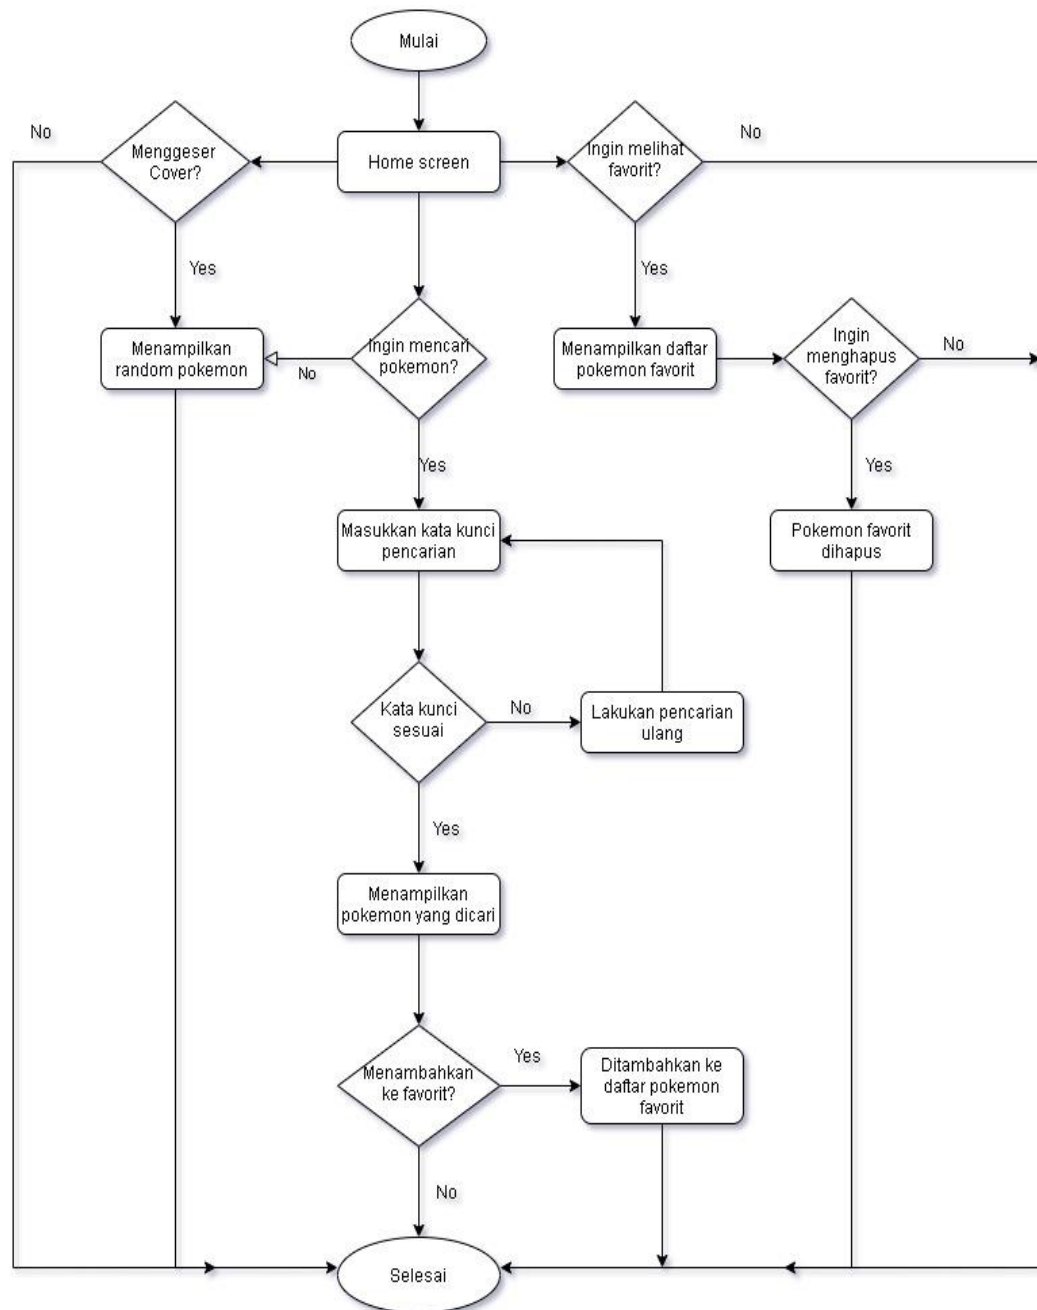 Mulai
No
Menggeser
Cover?
Home screen
Ingin melihat
favorit?
No
Yes
Yes
Menampilkan
random pokemon
No
Ingin mencari
pokemon?
Menampilkan daftar
pokemon favorit
Ingin
menghapus
favorit?
No
Yes
Yes
Masukkan kata kunci
pencarian
Pokemon favorit
dihapus
Kata kunci
sesuai
No
Lakukan pencarian
ulang
Yes
Menampilkan
pokemon yang dicari
Menambahkan
ke favorit?
Yes
Ditambahkan ke
daftar pokemon
favorit
No
Selesai